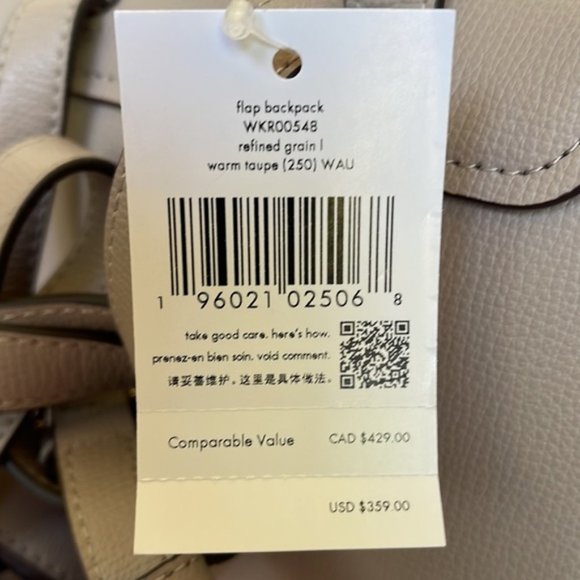 flap backpack
WKR00548
refined grain l
warm taupe (250) WAU
1 96021 02506 8
take good care. here's how.
prenez-en bien soin. void comment.
请妥善维护。这里是具体做法。
Comparable Value CAD $429.00
USD $359.00